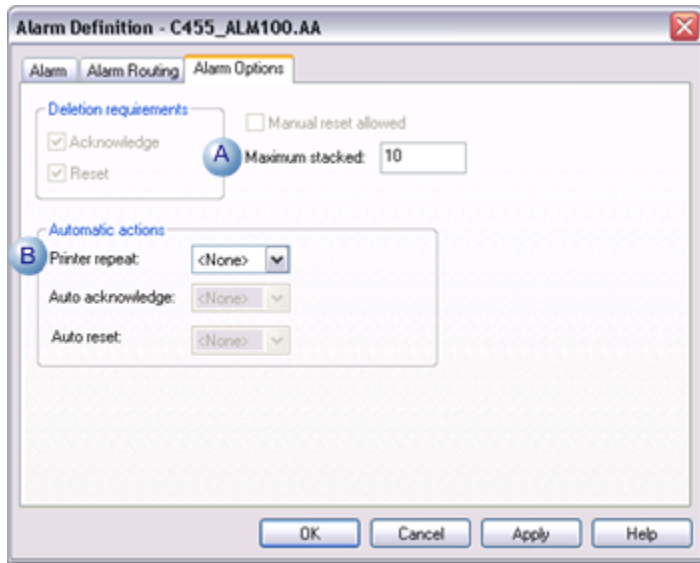 Alarm Definition - C455_ALM100.AA
Alarm Alarm Routing Alarm Options
Deletion requirements
Manual reset allowed
Acknowledge
A Maximum stacked: 10
Reset
Automatic actions
B Printer repeat: <None>
Auto acknowledge: <None>
Auto reset: <None>
OK Cancel Apply Help